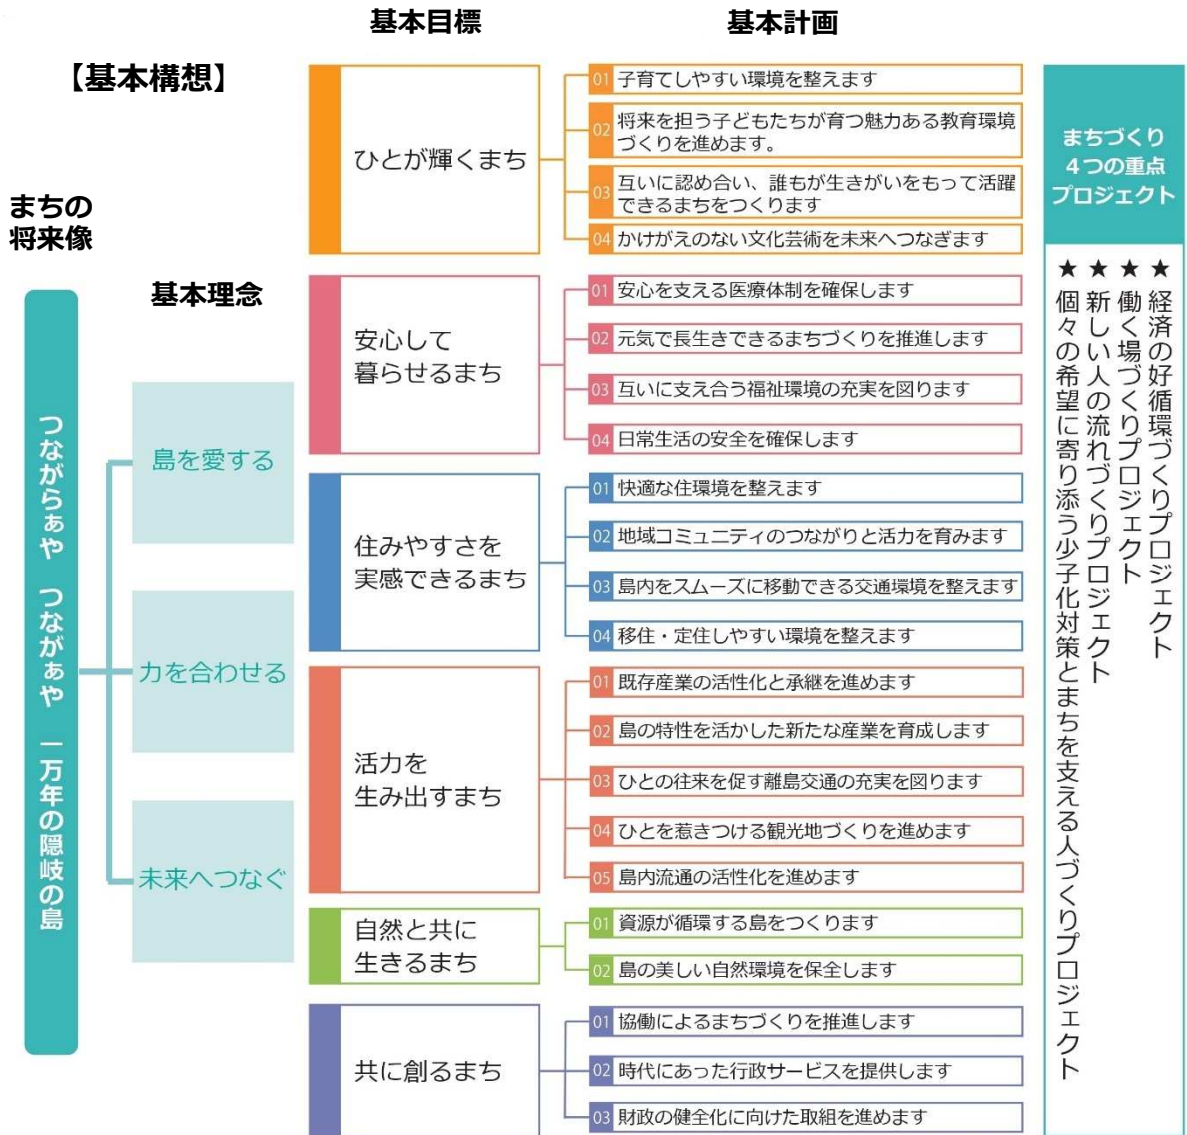 基本目標
基本計画
【基本構想】
まちの
将来像
基本理念
つながらぁや つながぁや 一万年の隠岐の島
島を愛する
力を合わせる
未来へつなぐ
ひとが輝くまち
01 子育てしやすい環境を整えます
02 将来を担う子どもたちが育つ魅力ある教育環境
づくりを進めます。
03 互いに認め合い、誰もが生きがいをもって活躍
できるまちをつくります
04 かけがえのない文化芸術を未来へつなぎます
安心して
暮らせるまち
01 安心を支える医療体制を確保します
02 元気で長生きできるまちづくりを推進します
03 互いに支え合う福祉環境の充実を図ります
04 日常生活の安全を確保します
住みやすさを
実感できるまち
01 快適な住環境を整えます
02 地域コミュニティのつながりと活力を育みます
03 島内をスムーズに移動できる交通環境を整えます
04 移住・定住しやすい環境を整えます
活力を
生み出すまち
01 既存産業の活性化と承継を進めます
02 島の特性を活かした新たな産業を育成します
03 ひとの往来を促す離島交通の充実を図ります
04 ひとを惹きつける観光地づくりを進めます
05 島内流通の活性化を進めます
自然と共に
生きるまち
01 資源が循環する島をつくります
02 島の美しい自然環境を保全します
共に創るまち
01 協働によるまちづくりを推進します
02 時代にあった行政サービスを提供します
03 財政の健全化に向けた取組を進めます
まちづくり
4つの重点
プロジェクト
★ 経済の好循環づくりプロジェクト
★ 働く場づくりプロジェクト
★ 新しい人の流れづくりプロジェクト
★ 個々の希望に寄り添う少子化対策とまちを支える人づくりプロジェクト